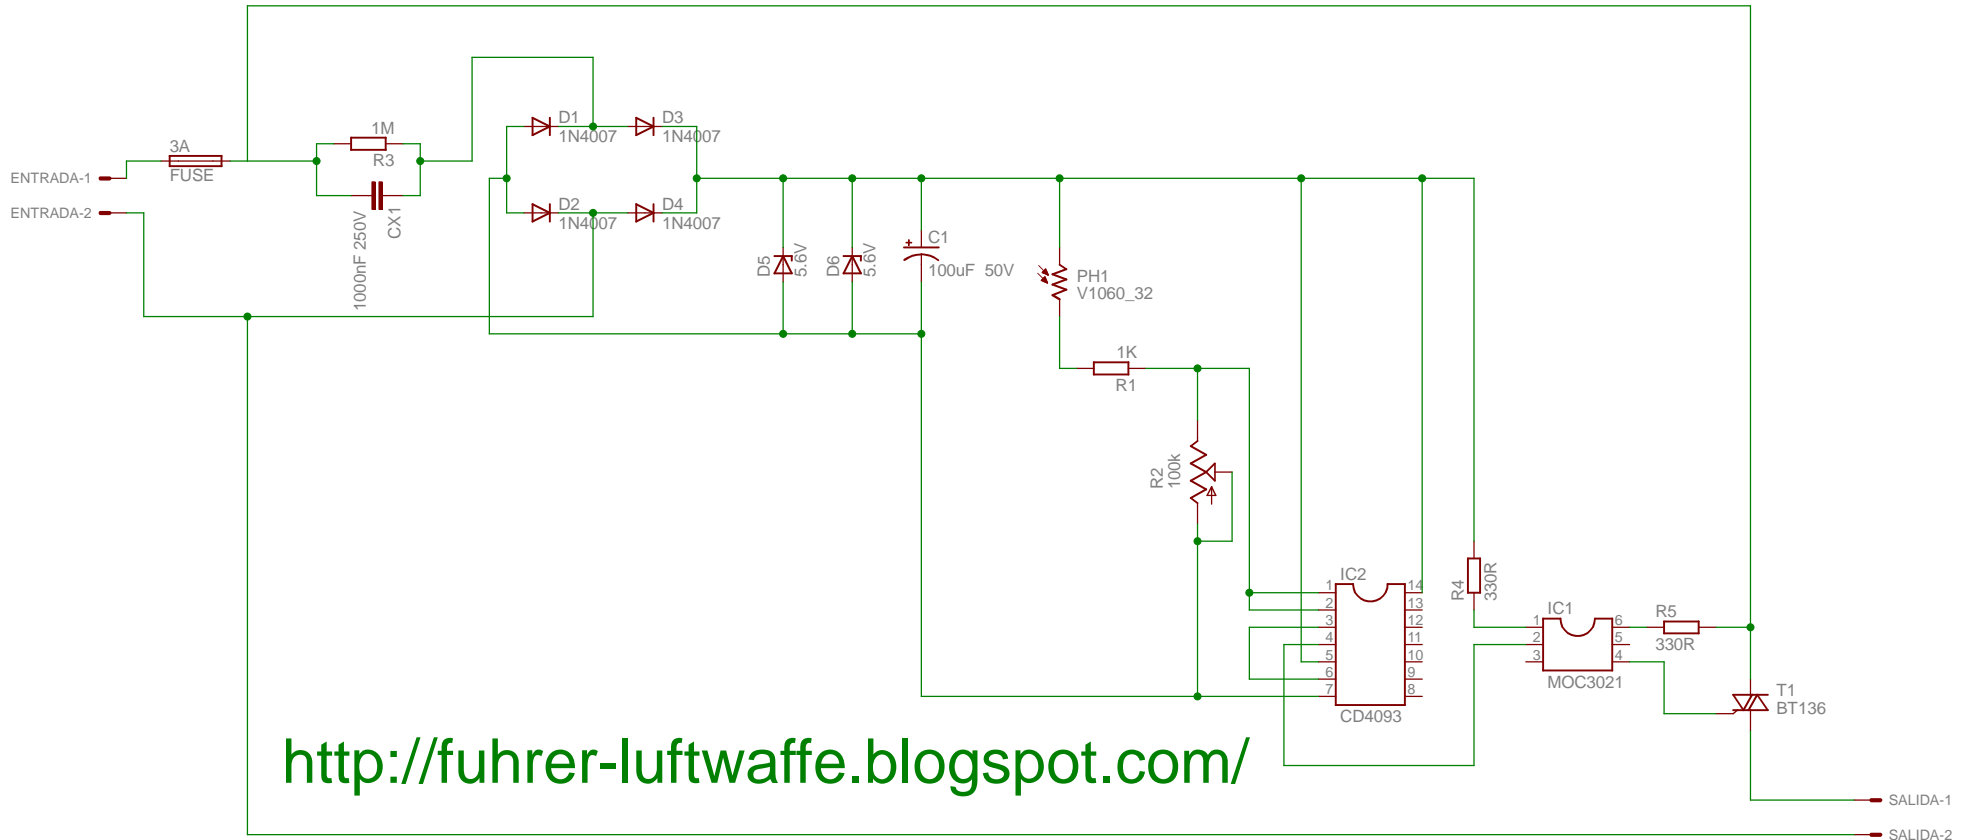 ENTRADA-1
ENTRADA-2
3A
FUSE
1M
R3
1000nF 250V
CX1
D1
1N4007
D3
1N4007
D2
1N4007
D4
1N4007
D5
5.6V
D6
5.6V
C1
100uF 50V
PH1
V1060_32
1K
R1
R2
100k
IC2
1
2
3
4
5
6
7
14
13
12
11
10
9
8
CD4093
R4
330R
IC1
1
2
3
6
5
4
MOC3021
R5
330R
T1
BT136
http://fuhrer-luftwaffe.blogspot.com/
SALIDA-1
SALIDA-2